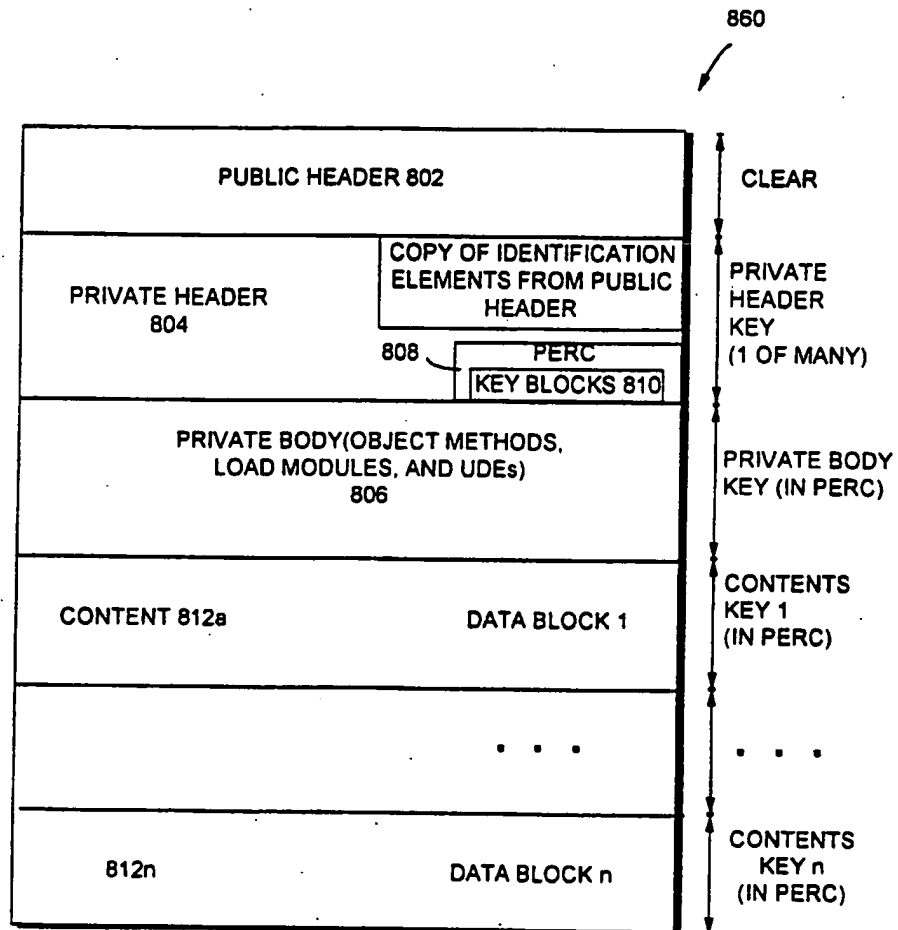 860
PUBLIC HEADER 802
CLEAR
COPY OF IDENTIFICATION
ELEMENTS FROM PUBLIC
HEADER
PRIVATE HEADER
804
PRIVATE
HEADER
KEY
(1 OF MANY)
808
PERC
KEY BLOCKS 810
PRIVATE BODY(OBJECT METHODS,
LOAD MODULES, AND UDEs)
806
PRIVATE BODY
KEY (IN PERC)
CONTENT 812a
DATA BLOCK 1
CONTENTS
KEY 1
(IN PERC)
. . .
. . .
812n
DATA BLOCK n
CONTENTS
KEY n
(IN PERC)